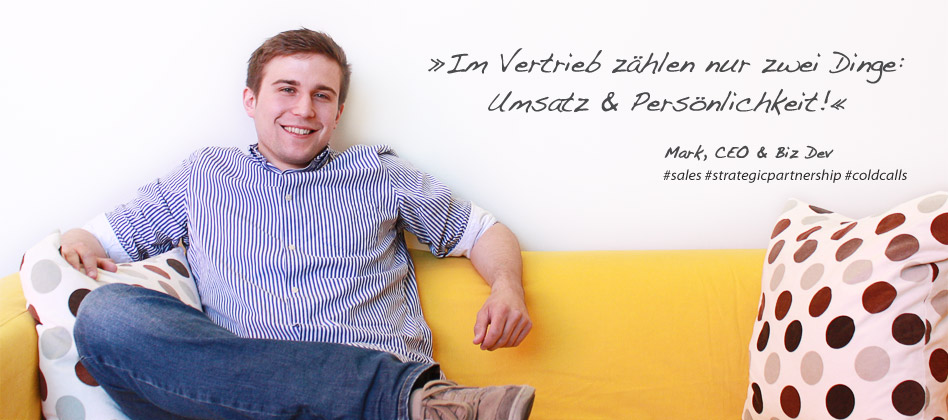 »Im Vertrieb zählen nur zwei Dinge:
Umsatz & Persönlichkeit!«
Mark, CEO & Biz Dev
#sales #strategicpartnership #coldcalls